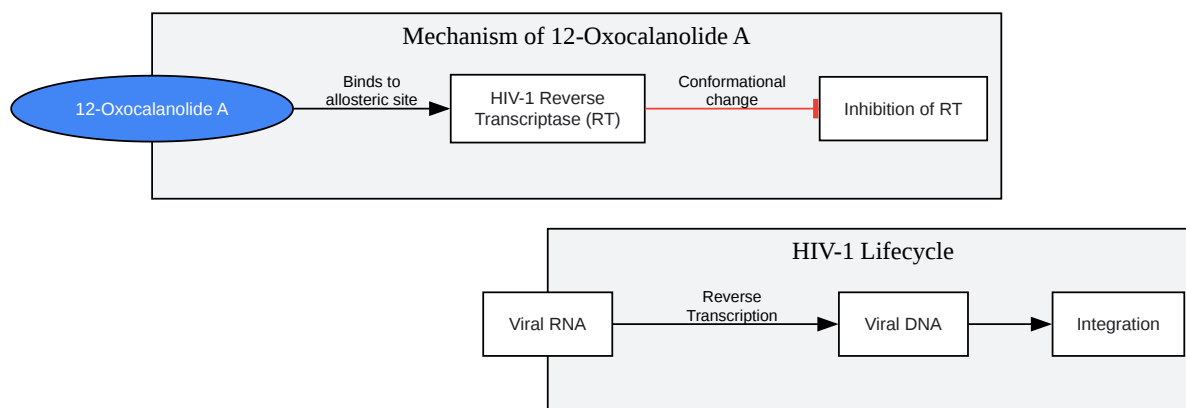 Mechanism of 12-Oxocalanolide A
12-Oxocalanolide A
Binds to
allosteric site
HIV-1 Reverse
Transcriptase (RT)
Conformational
change
Inhibition of RT
HIV-1 Lifecycle
Viral RNA
Reverse
Transcription
Viral DNA
Integration